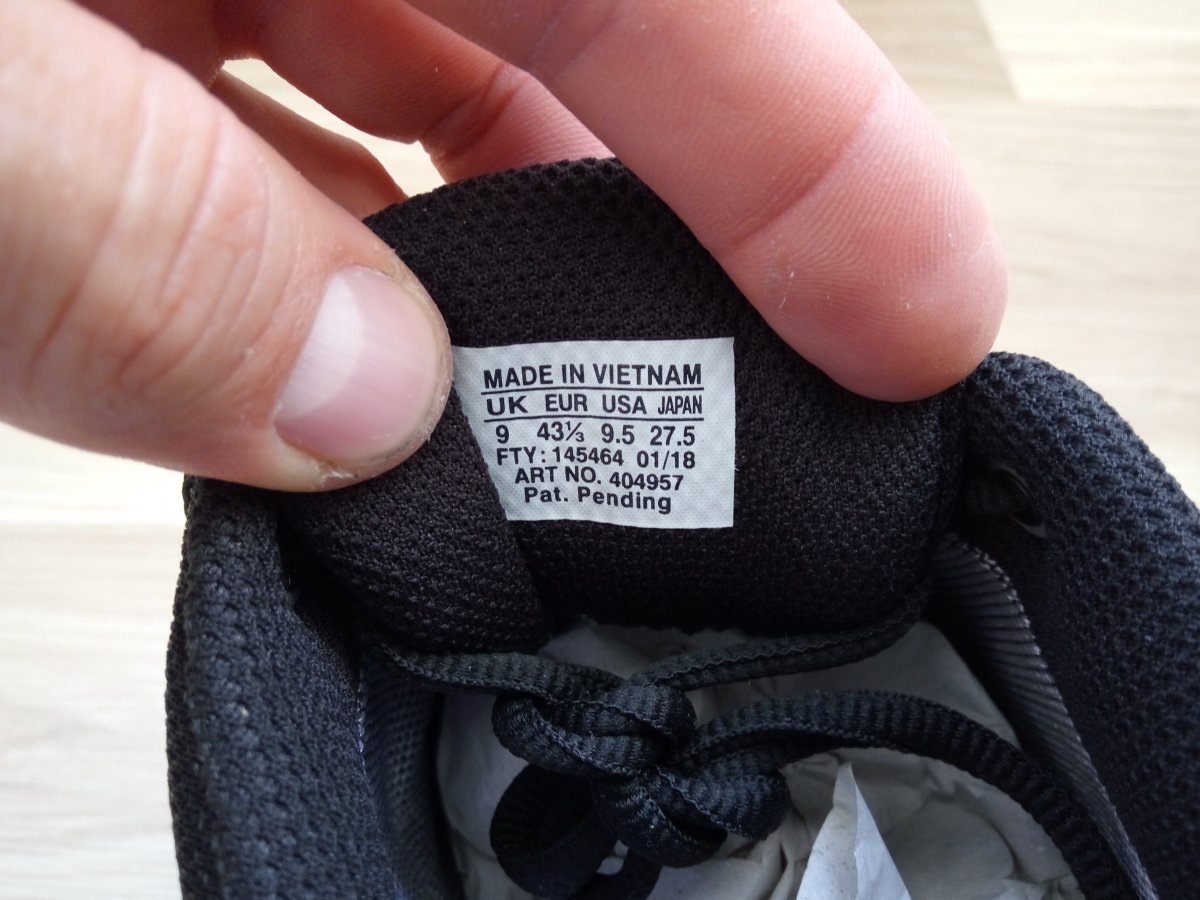 MADE IN VIETNAM
UK EUR USA JAPAN
9 43⅓ 9.5 27.5
FTY: 145464 01/18
ART NO. 404957
Pat. Pending